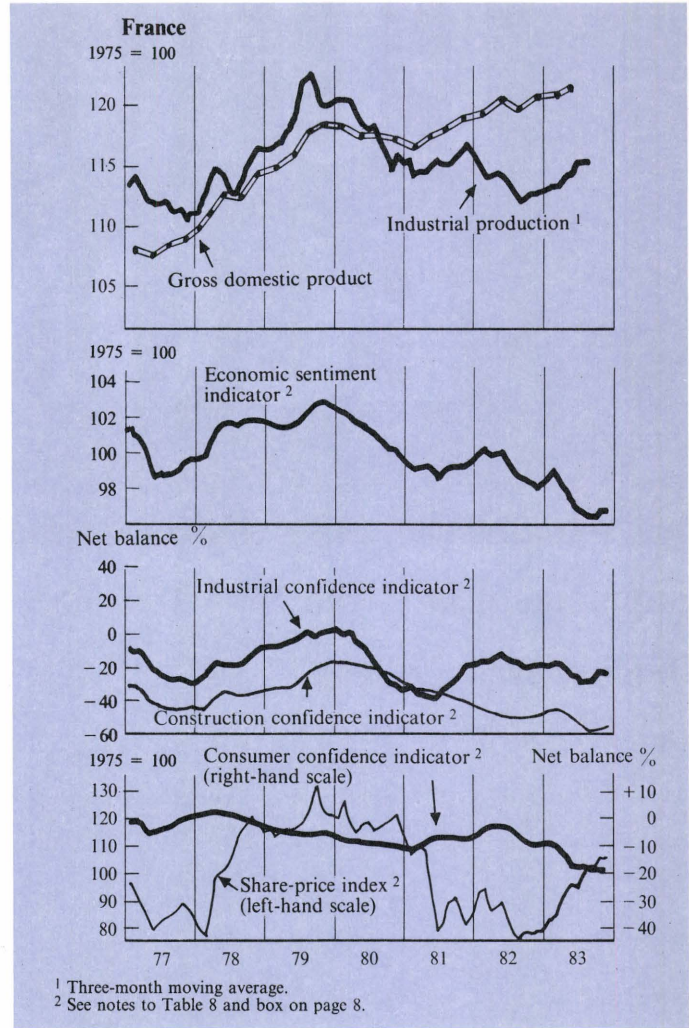 France
1975 = 100
120
115
110
105
Industrial production 1
Gross domestic product
1975 = 100
104
102
100
98
Economic sentiment
indicator 2
Net balance %
40
20
0
−20
−40
−60
Industrial confidence indicator 2
Construction confidence indicator 2
1975 = 100
Consumer confidence indicator 2
(right-hand scale)
Net balance %
130
120
110
100
90
80
+10
0
−10
−20
−30
−40
Share-price index 2
(left-hand scale)
77 78 79 80 81 82 83
1 Three-month moving average.
2 See notes to Table 8 and box on page 8.